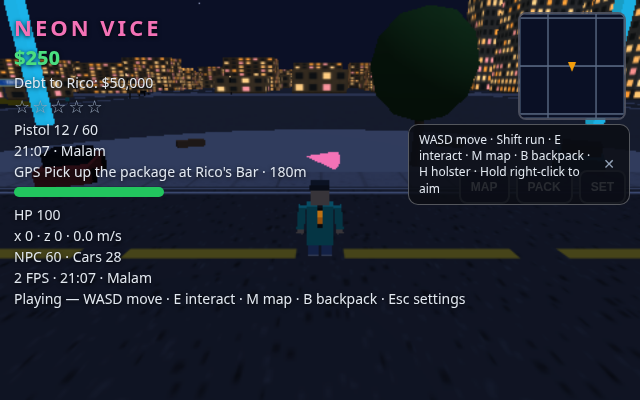 NEON VICE
$250
Debt to Rico: $50,000
☆☆☆☆☆
Pistol 12 / 60
21:07 · Malam
GPS Pick up the package at Rico's Bar · 180m
HP 100
x 0 · z 0 · 0.0 m/s
NPC 60 · Cars 28
2 FPS · 21:07 · Malam
Playing — WASD move · E interact · M map · B backpack · Esc settings
WASD move · Shift run · E
interact · M map · B backpack ·
H holster · Hold right-click to
aim
×
MAP PACK SET